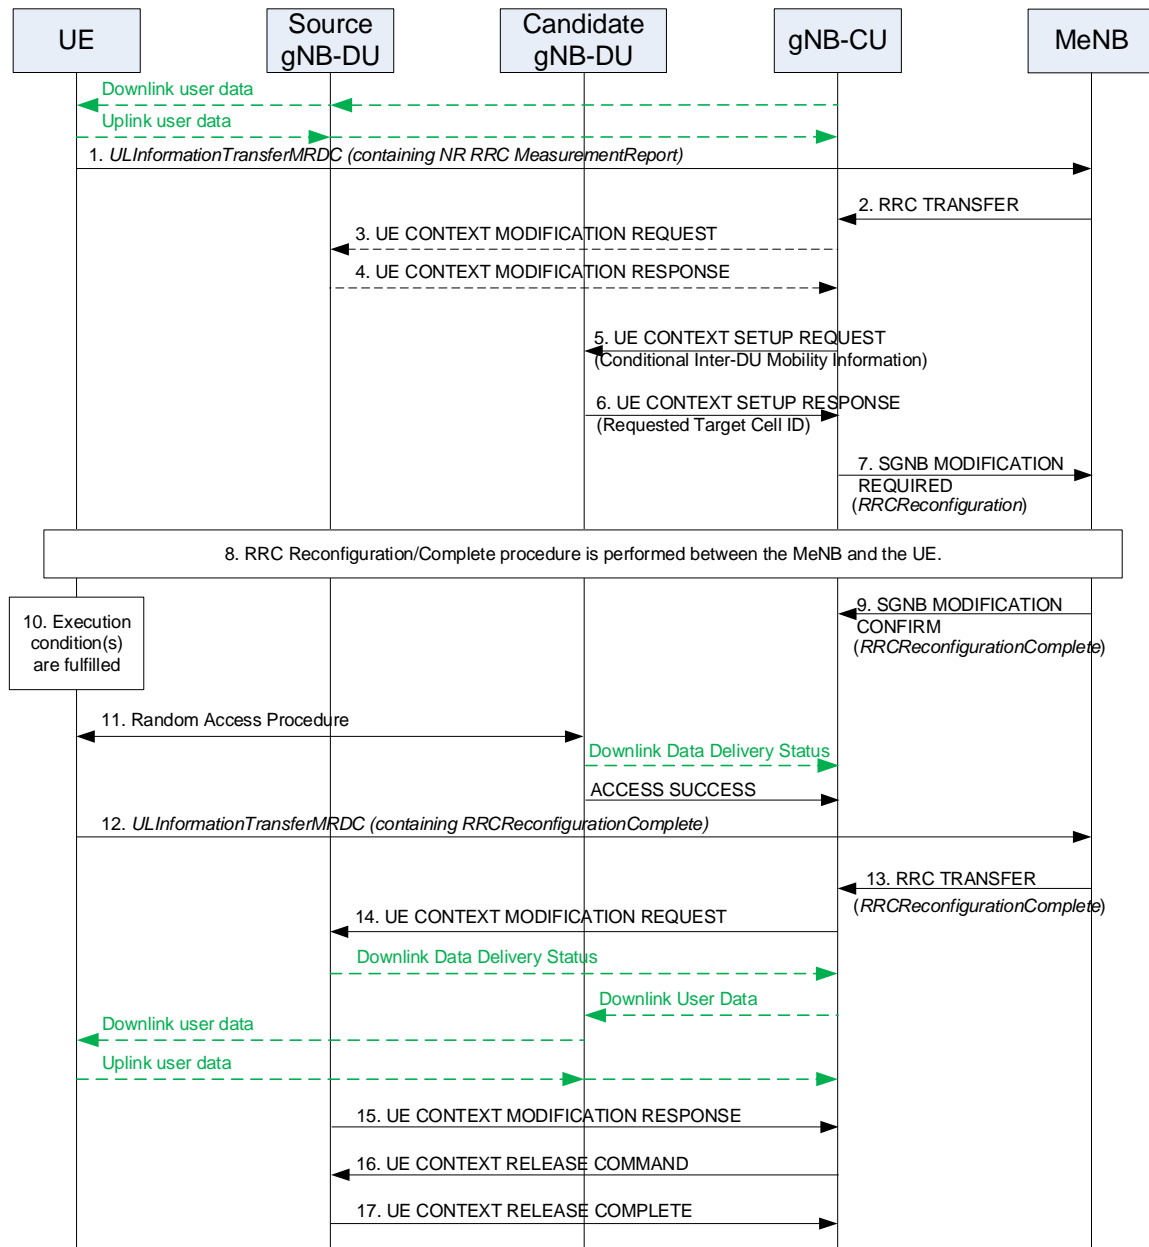 UE
Source
gNB-DU
Candidate
gNB-DU
gNB-CU
MeNB
Downlink user data
Uplink user data
1. ULInformationTransferMRDC (containing NR RRC MeasurementReport)
2. RRC TRANSFER
3. UE CONTEXT MODIFICATION REQUEST
4. UE CONTEXT MODIFICATION RESPONSE
5. UE CONTEXT SETUP REQUEST
(Conditional Inter-DU Mobility Information)
6. UE CONTEXT SETUP RESPONSE
(Requested Target Cell ID)
7. SGNB MODIFICATION
REQUIRED
(RRCReconfiguration)
8. RRC Reconfiguration/Complete procedure is performed between the MeNB and the UE.
9. SGNB MODIFICATION
CONFIRM
(RRCReconfigurationComplete)
10. Execution
condition(s)
are fulfilled
11. Random Access Procedure
Downlink Data Delivery Status
ACCESS SUCCESS
12. ULInformationTransferMRDC (containing RRCReconfigurationComplete)
13. RRC TRANSFER
(RRCReconfigurationComplete)
14. UE CONTEXT MODIFICATION REQUEST
Downlink Data Delivery Status
Downlink User Data
Downlink user data
Uplink user data
15. UE CONTEXT MODIFICATION RESPONSE
16. UE CONTEXT RELEASE COMMAND
17. UE CONTEXT RELEASE COMPLETE